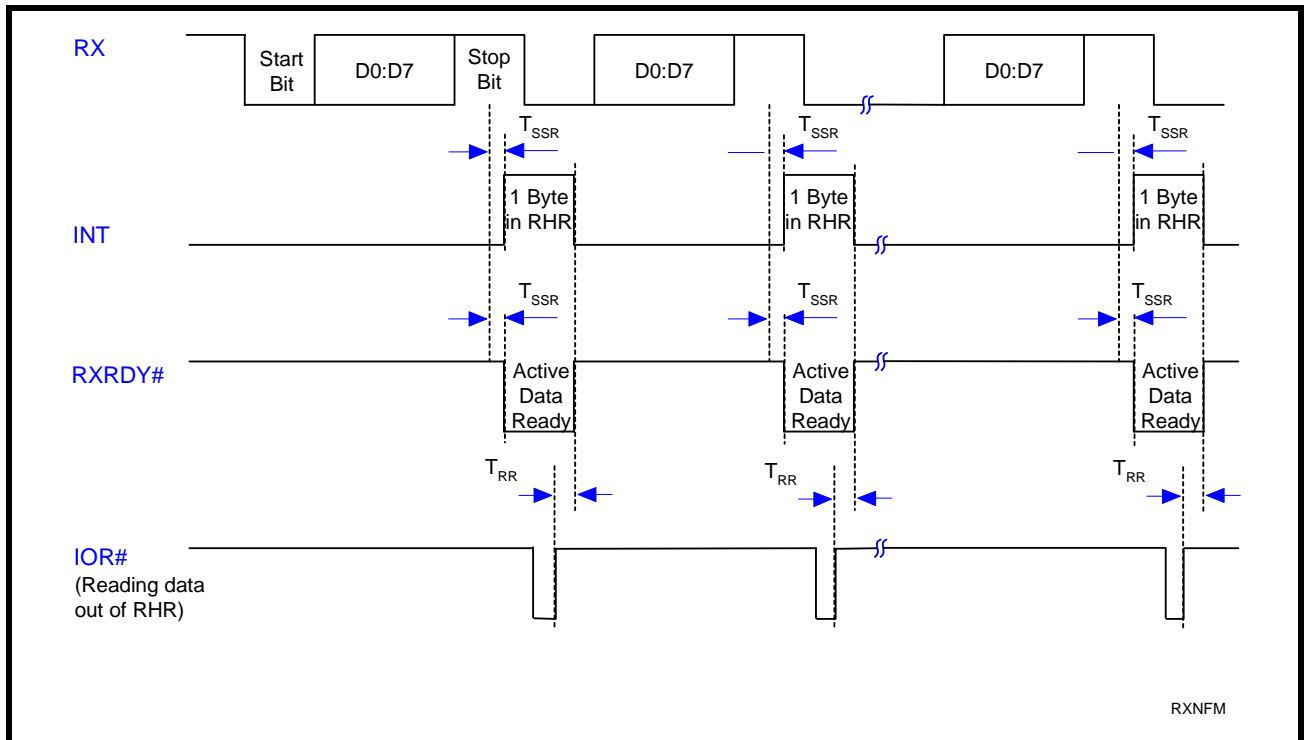 RX
Start
Bit
D0:D7
Stop
Bit
D0:D7
D0:D7
TSSR
TSSR
TSSR
INT
1 Byte
in RHR
1 Byte
in RHR
1 Byte
in RHR
TSSR
TSSR
TSSR
RXRDY#
Active
Data
Ready
Active
Data
Ready
Active
Data
Ready
TRR
TRR
TRR
IOR#
(Reading data
out of RHR)
RXNFM